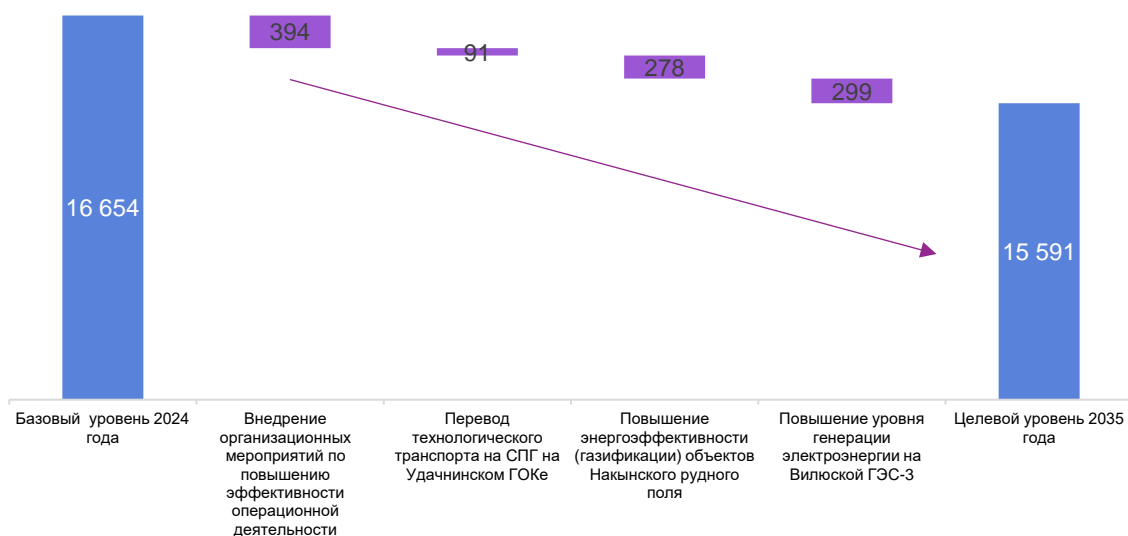 394
91
278
299
16 654
15 591
Базовый уровень 2024
года
Внедрение
организационных
мероприятий по
повышению
эффективности
операционной
деятельности
Перевод
технологического
транспорта на СПГ на
Удачнинском ГОКе
Повышение
энергоэффективности
(газификации) объектов
Накынского рудного
поля
Повышение уровня
генерации
электроэнергии на
Вилюской ГЭС-3
Целевой уровень 2035
года